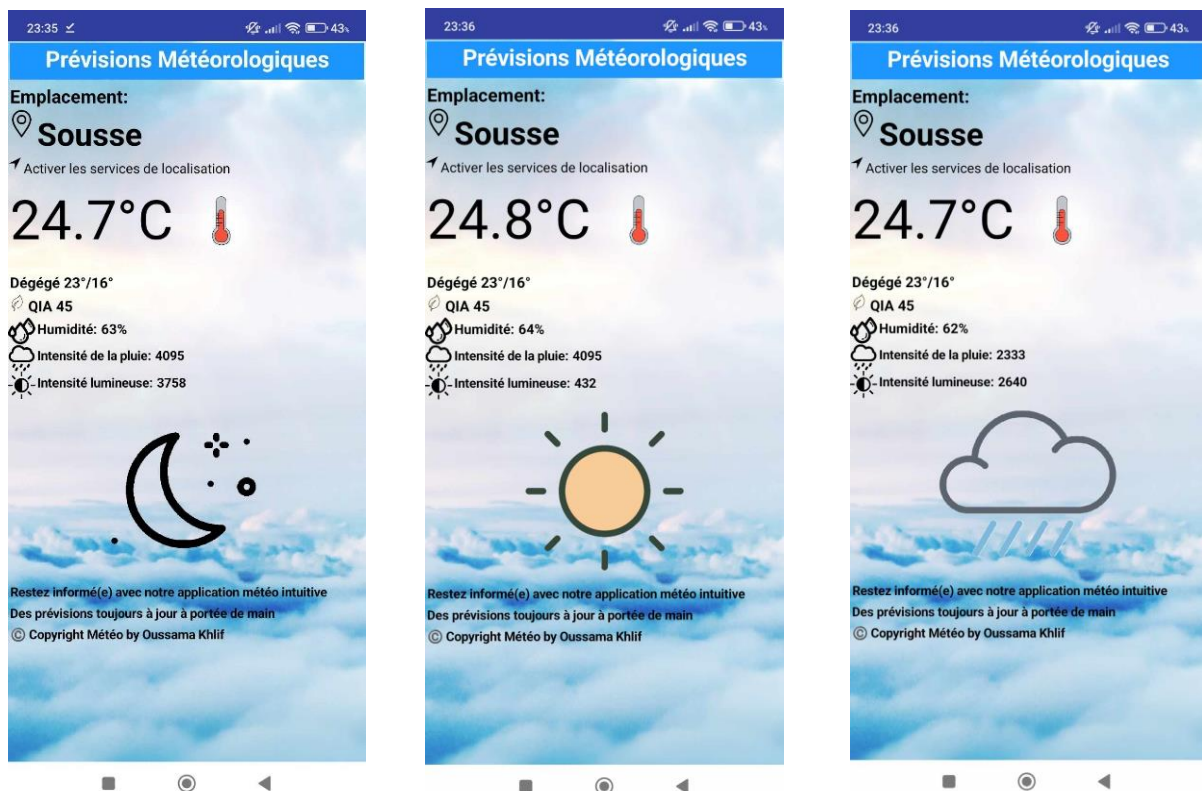 23:35
43%
Prévisions Météorologiques
Emplacement:
Sousse
Activer les services de localisation
24.7°C
Dégégé 23°/16°
QIA 45
Humidité: 63%
Intensité de la pluie: 4095
Intensité lumineuse: 3758
Restez informé(e) avec notre application météo intuitive
Des prévisions toujours à jour à portée de main
© Copyright Météo by Oussama Khlif
23:36
43%
Prévisions Météorologiques
Emplacement:
Sousse
Activer les services de localisation
24.8°C
Dégégé 23°/16°
QIA 45
Humidité: 64%
Intensité de la pluie: 4095
Intensité lumineuse: 432
Restez informé(e) avec notre application météo intuitive
Des prévisions toujours à jour à portée de main
© Copyright Météo by Oussama Khlif
23:36
43%
Prévisions Météorologiques
Emplacement:
Sousse
Activer les services de localisation
24.7°C
Dégégé 23°/16°
QIA 45
Humidité: 62%
Intensité de la pluie: 2333
Intensité lumineuse: 2640
Restez informé(e) avec notre application météo intuitive
Des prévisions toujours à jour à portée de main
© Copyright Météo by Oussama Khlif